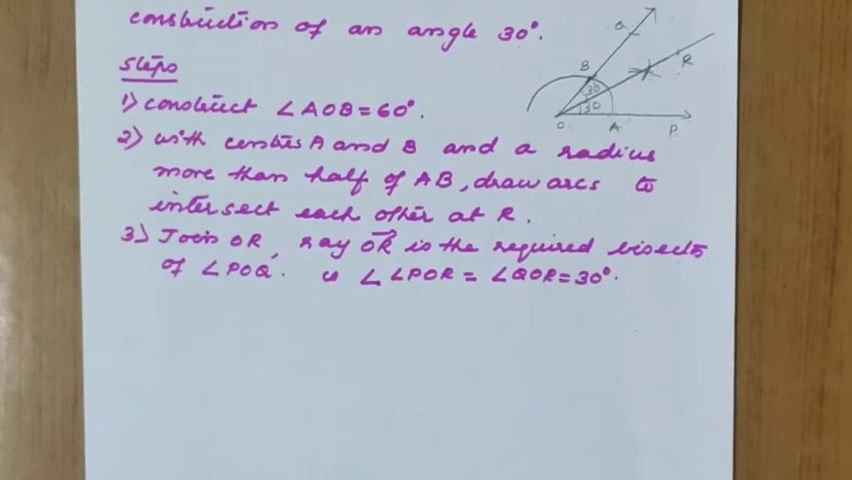 construction of an angle 30°.
Steps
1) construct ∠AOB=60°.
2) with centres A and B and a radius
more than half of AB, draw arcs to
intersect each other at R.
3) Join OR, ray OR is the required bisects
of ∠POQ. ∠ ∠POR = ∠QOR=30°.
Q
B
R
30
30
O
A
P